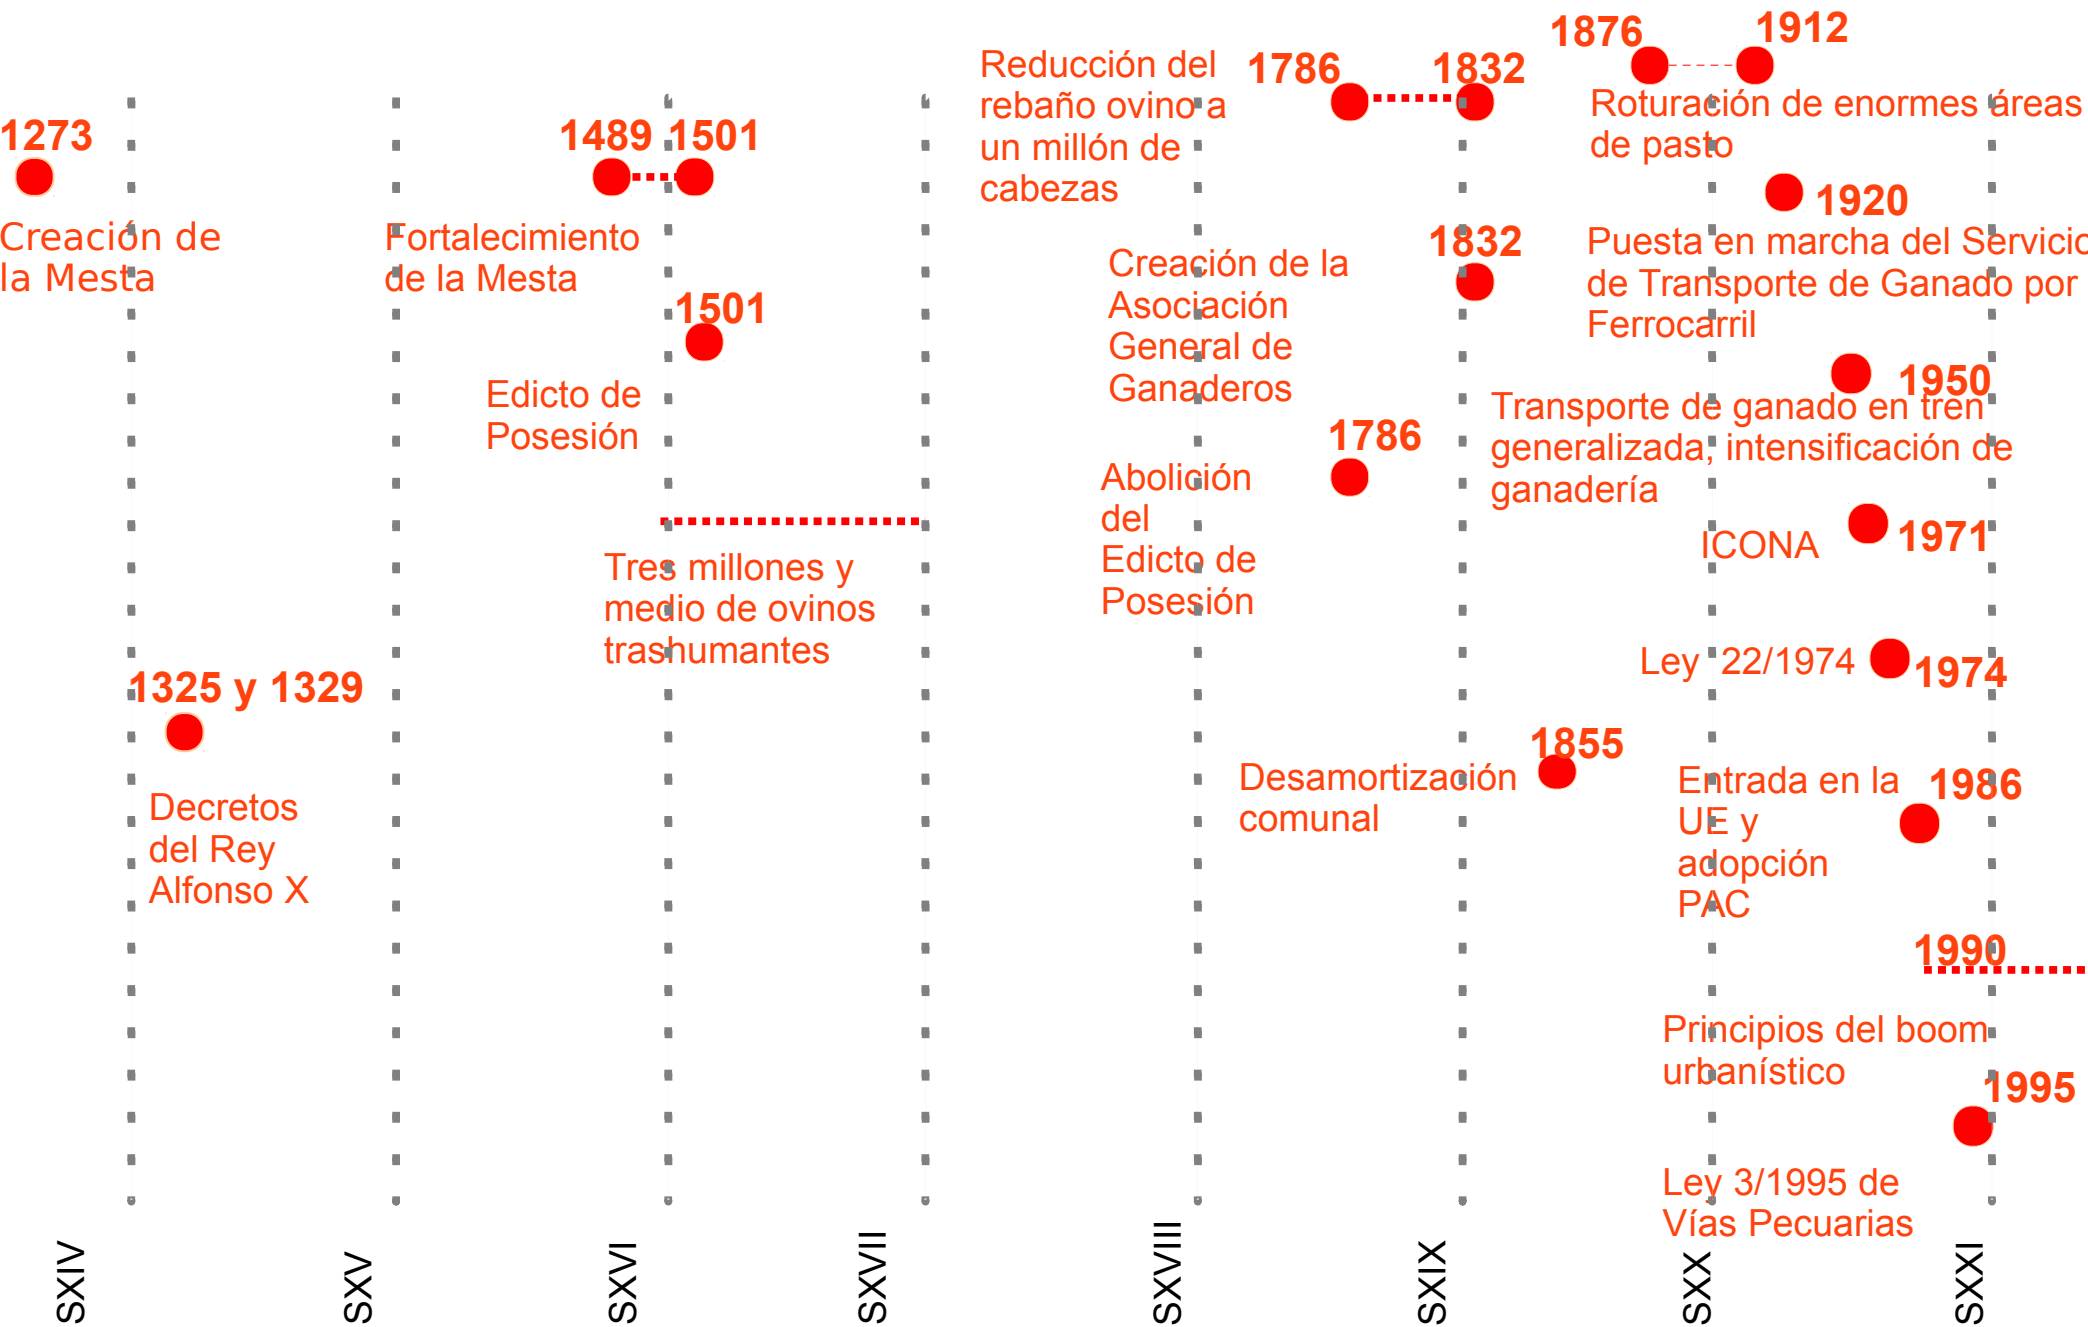 1273
Creación de
la Mesta
1325 y 1329
Decretos
del Rey
Alfonso X
1489 1501
Fortalecimiento
de la Mesta
1501
Edicto de
Posesión
Tres millones y
medio de ovinos
trashumantes
Reducción del
rebaño ovino a
un millón de
cabezas
1786
1832
Creación de la
Asociación
General de
Ganaderos
1832
1786
Abolición
del
Edicto de
Posesión
1855
Desamortización
comunal
1876
1912
Roturación de enormes áreas
de pasto
1920
Puesta en marcha del Servicio
de Transporte de Ganado por
Ferrocarril
1950
Transporte de ganado en tren
generalizada, intensificación de
ganadería
ICONA
1971
Ley 22/1974
1974
Entrada en la
UE y
adopción
PAC
1986
1990
Principios del boom
urbanístico
1995
Ley 3/1995 de
Vías Pecuarias
SXIV
SXV
SXVI
SXVII
SXVIII
SXIX
SXX
SXXI